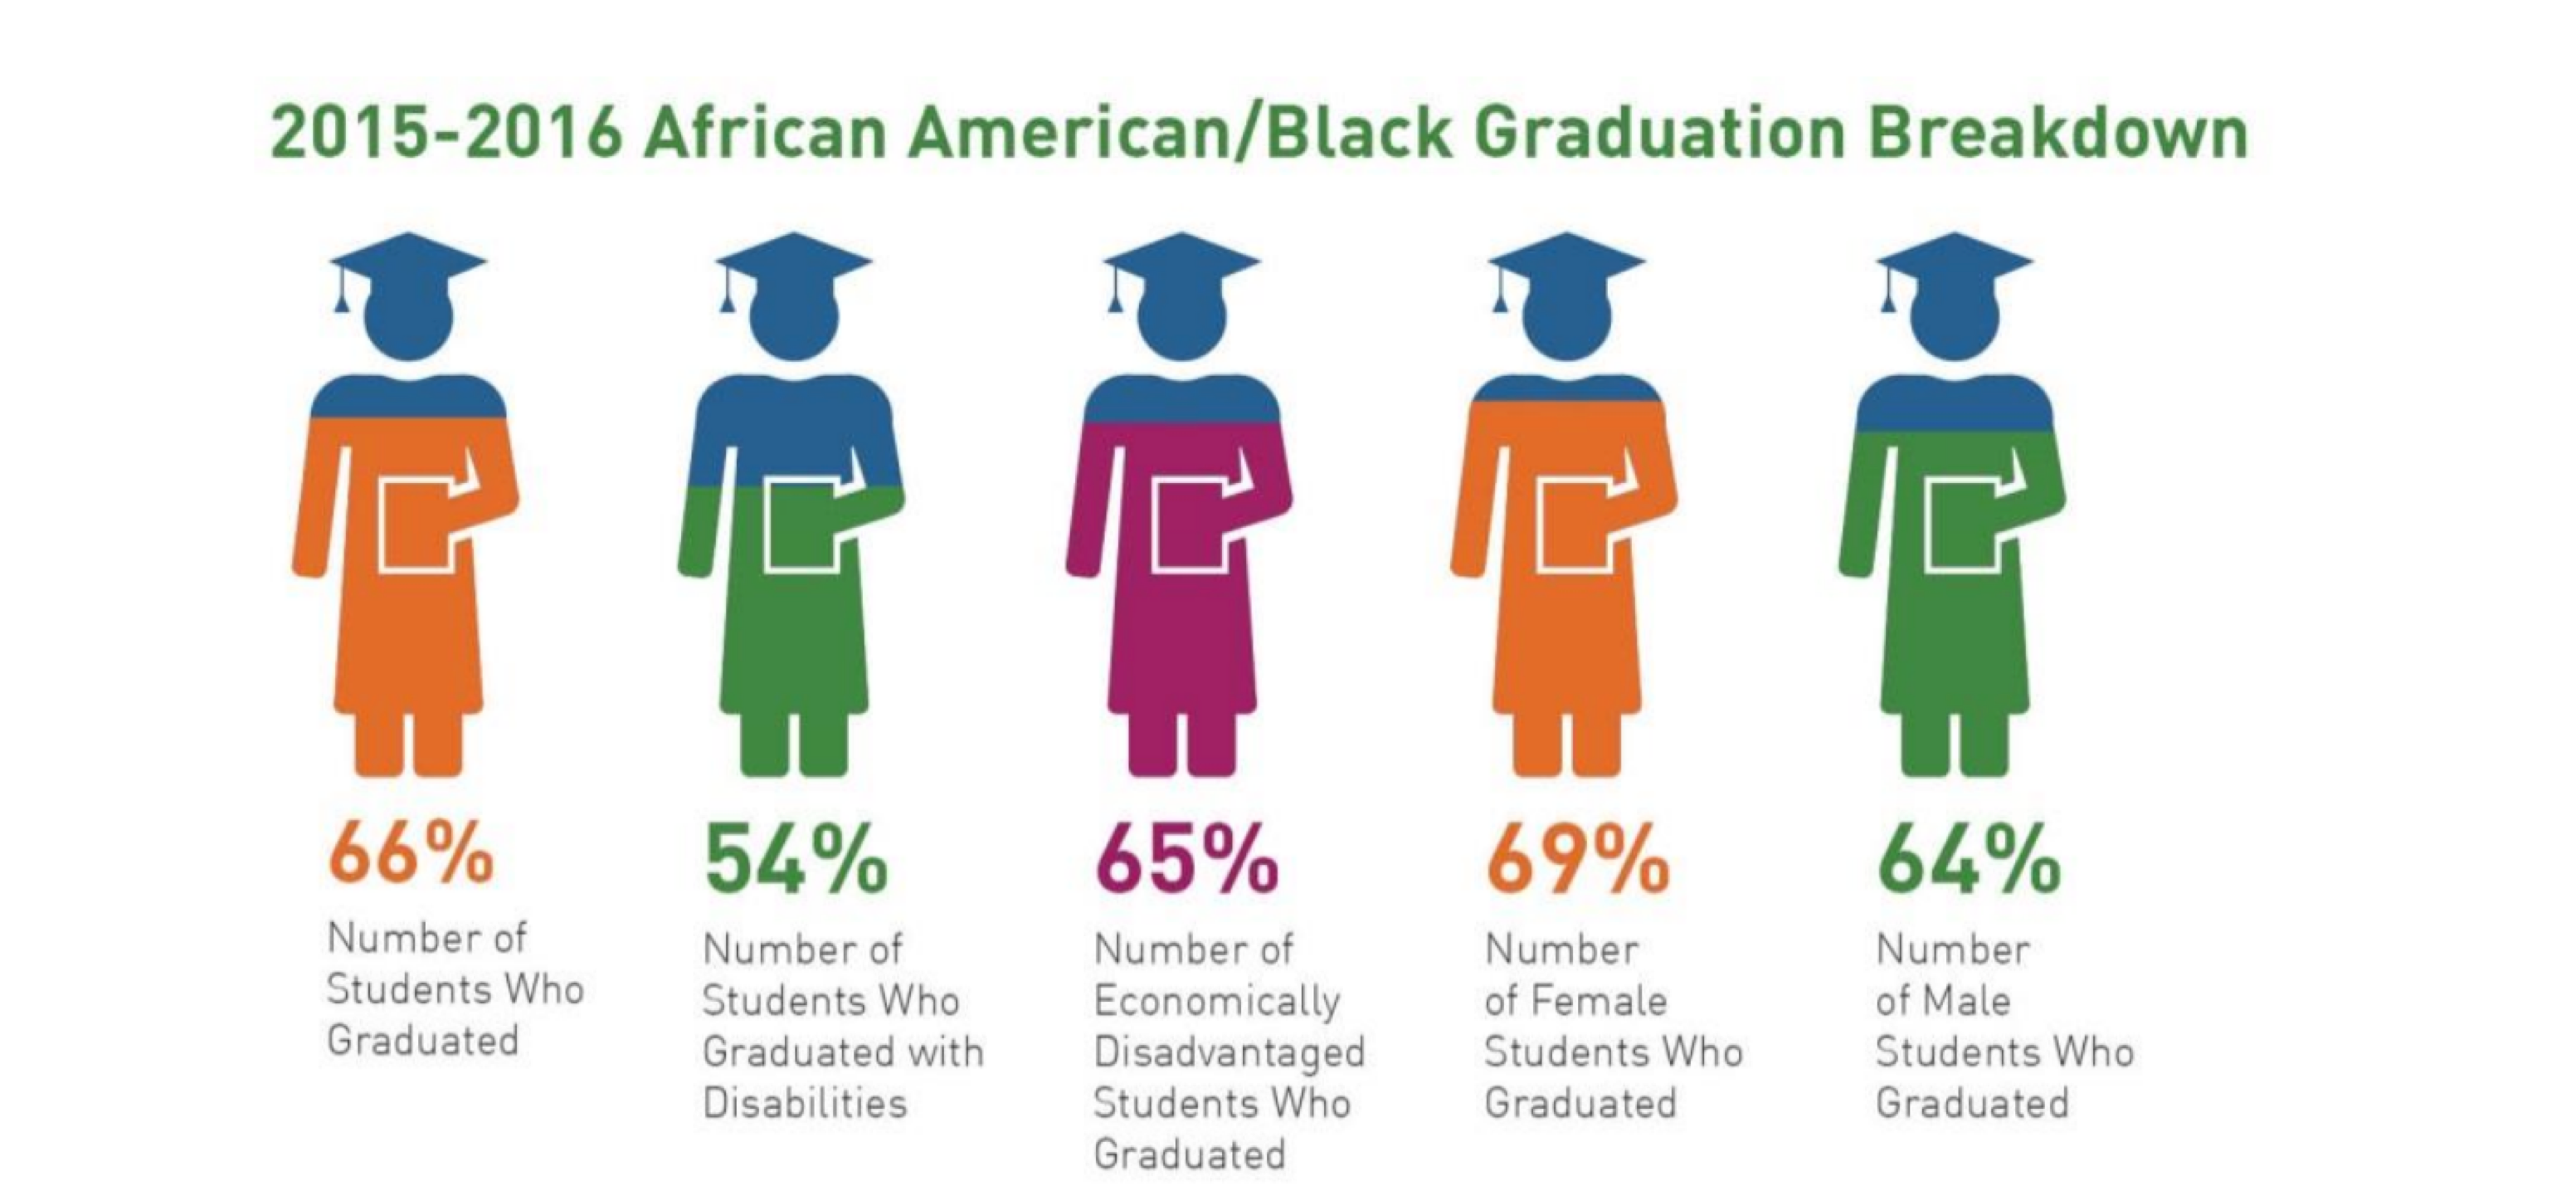 2015-2016 African American/Black Graduation Breakdown
66%
Number of
Students Who
Graduated
54%
Number of
Students Who
Graduated with
Disabilities
65%
Number of
Economically
Disadvantaged
Students Who
Graduated
69%
Number
of Female
Students Who
Graduated
64%
Number
of Male
Students Who
Graduated